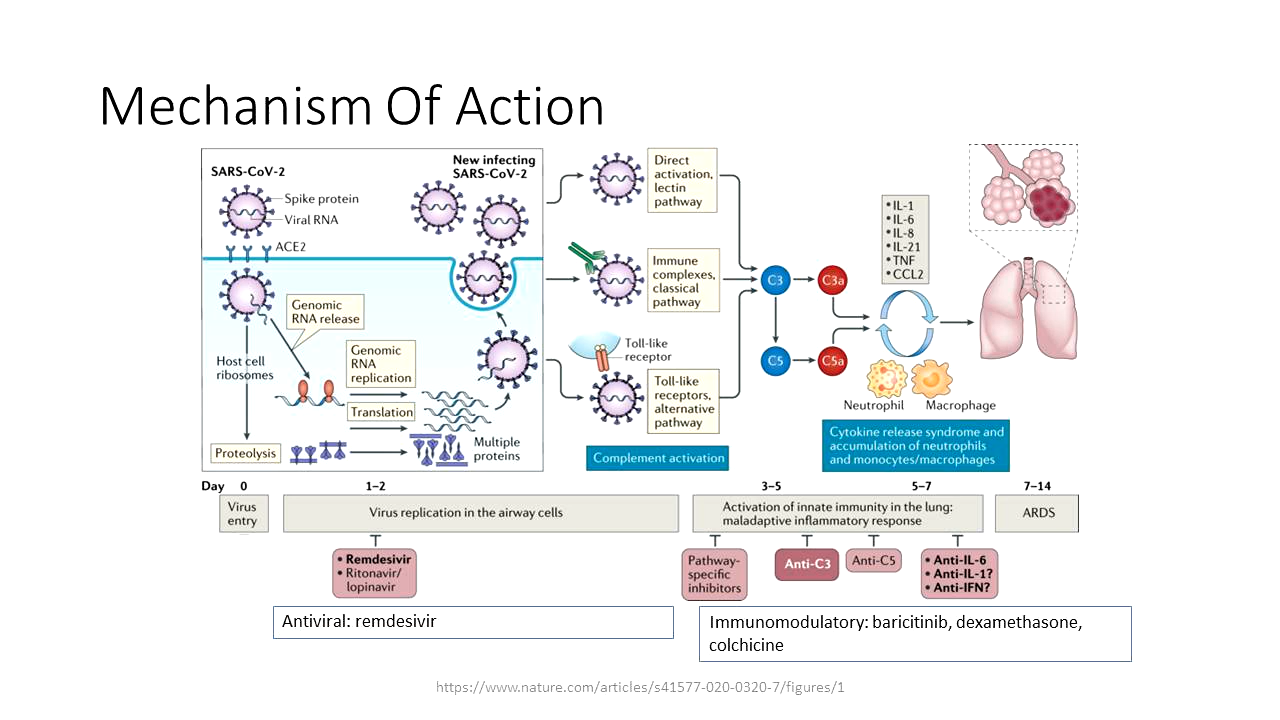 Mechanism Of Action
SARS-CoV-2
Spike protein
Viral RNA
ACE2
New infecting
SARS-CoV-2
Genomic
RNA release
Host cell
ribosomes
Genomic
RNA
replication
Translation
Proteolysis
Multiple
proteins
Direct
activation,
lectin
pathway
Immune
complexes,
classical
pathway
Toll-like
receptor
Toll-like
receptors,
alternative
pathway
Complement activation
C3
C3a
C5
C5a
• IL-1
• IL-6
• IL-8
• IL-21
• TNF
• CCL2
Neutrophil
Macrophage
Cytokine release syndrome and
accumulation of neutrophils
and monocytes/macrophages
Day 0
1–2
3–5
5–7
7–14
Virus
entry
Virus replication in the airway cells
Activation of innate immunity in the lung:
maladaptive inflammatory response
ARDS
• Remdesivir
• Ritonavir/
lopinavir
Pathway-
specific
inhibitors
Anti-C3
Anti-C5
• Anti-IL-6
• Anti-IL-1?
• Anti-IFN?
Antiviral: remdesivir
Immunomodulatory: baricitinib, dexamethasone,
colchicine
https://www.nature.com/articles/s41577-020-0320-7/figures/1